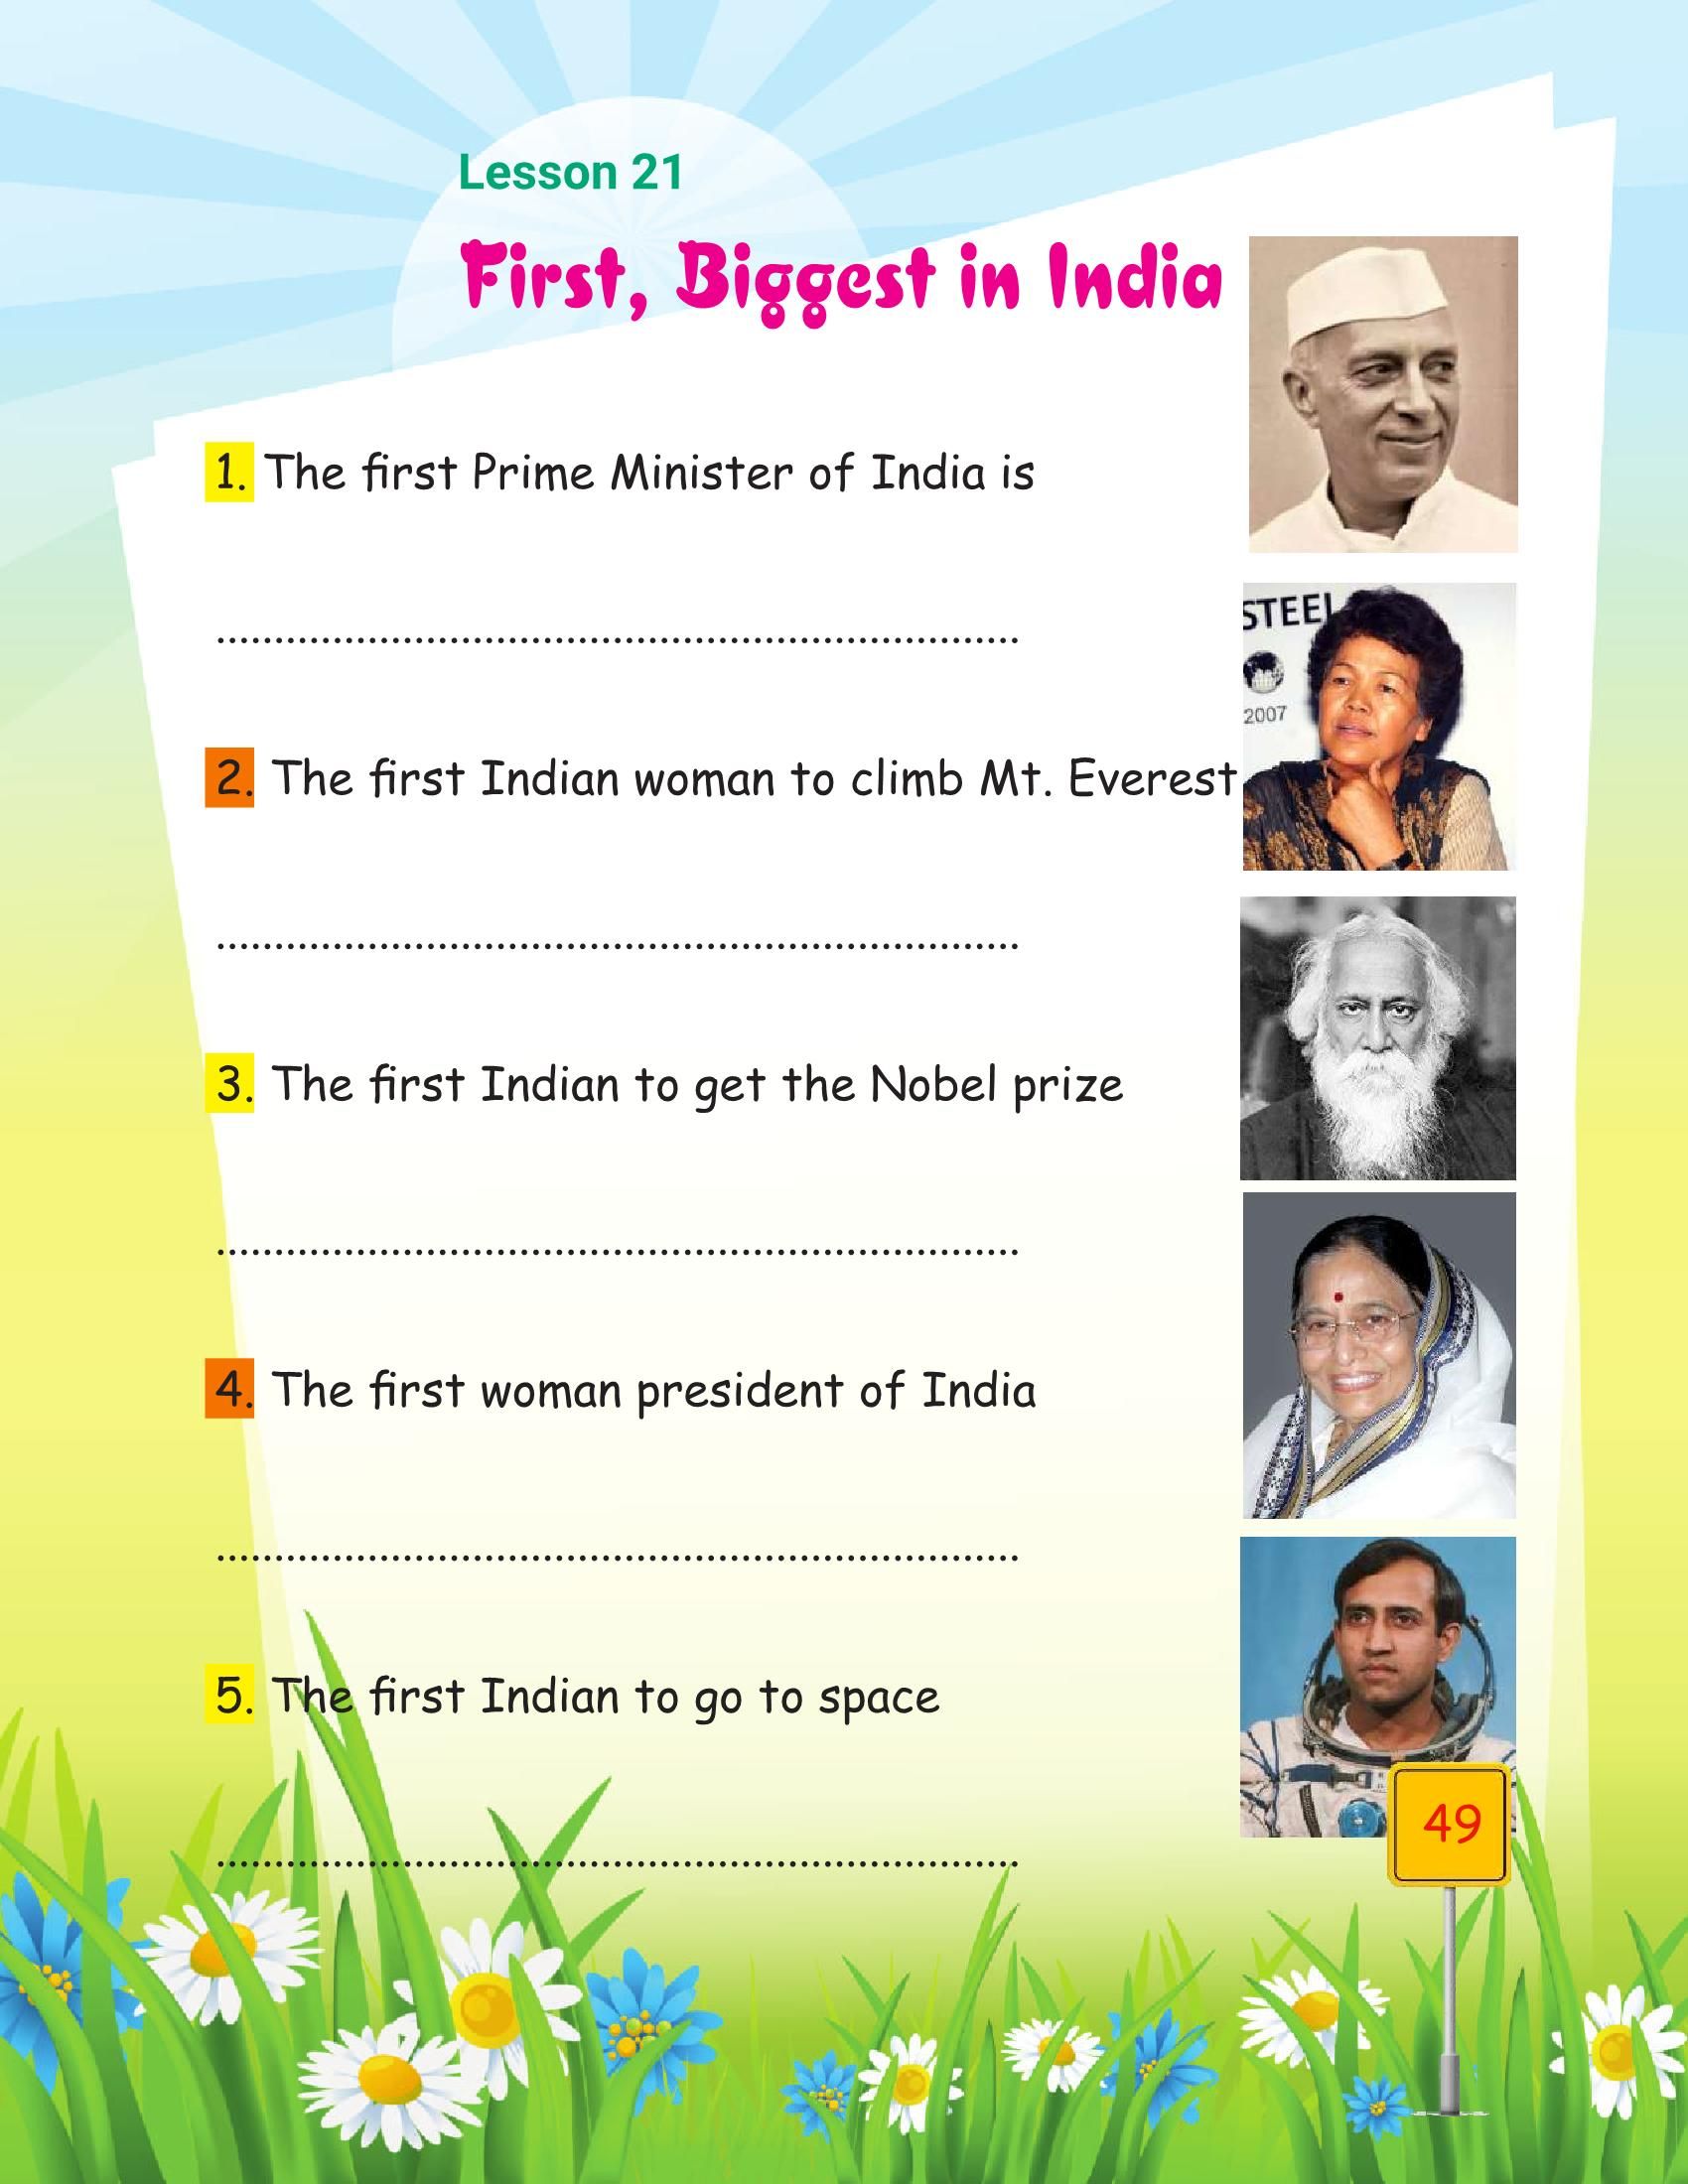 Lesson 21
First, Biggest in India
1. The first Prime Minister of India is
......................................................................
STEEL
2007
2. The first Indian woman to climb Mt. Everest
......................................................................
3. The first Indian to get the Nobel prize
......................................................................
4. The first woman president of India
......................................................................
5. The first Indian to go to space
......................................................................
49